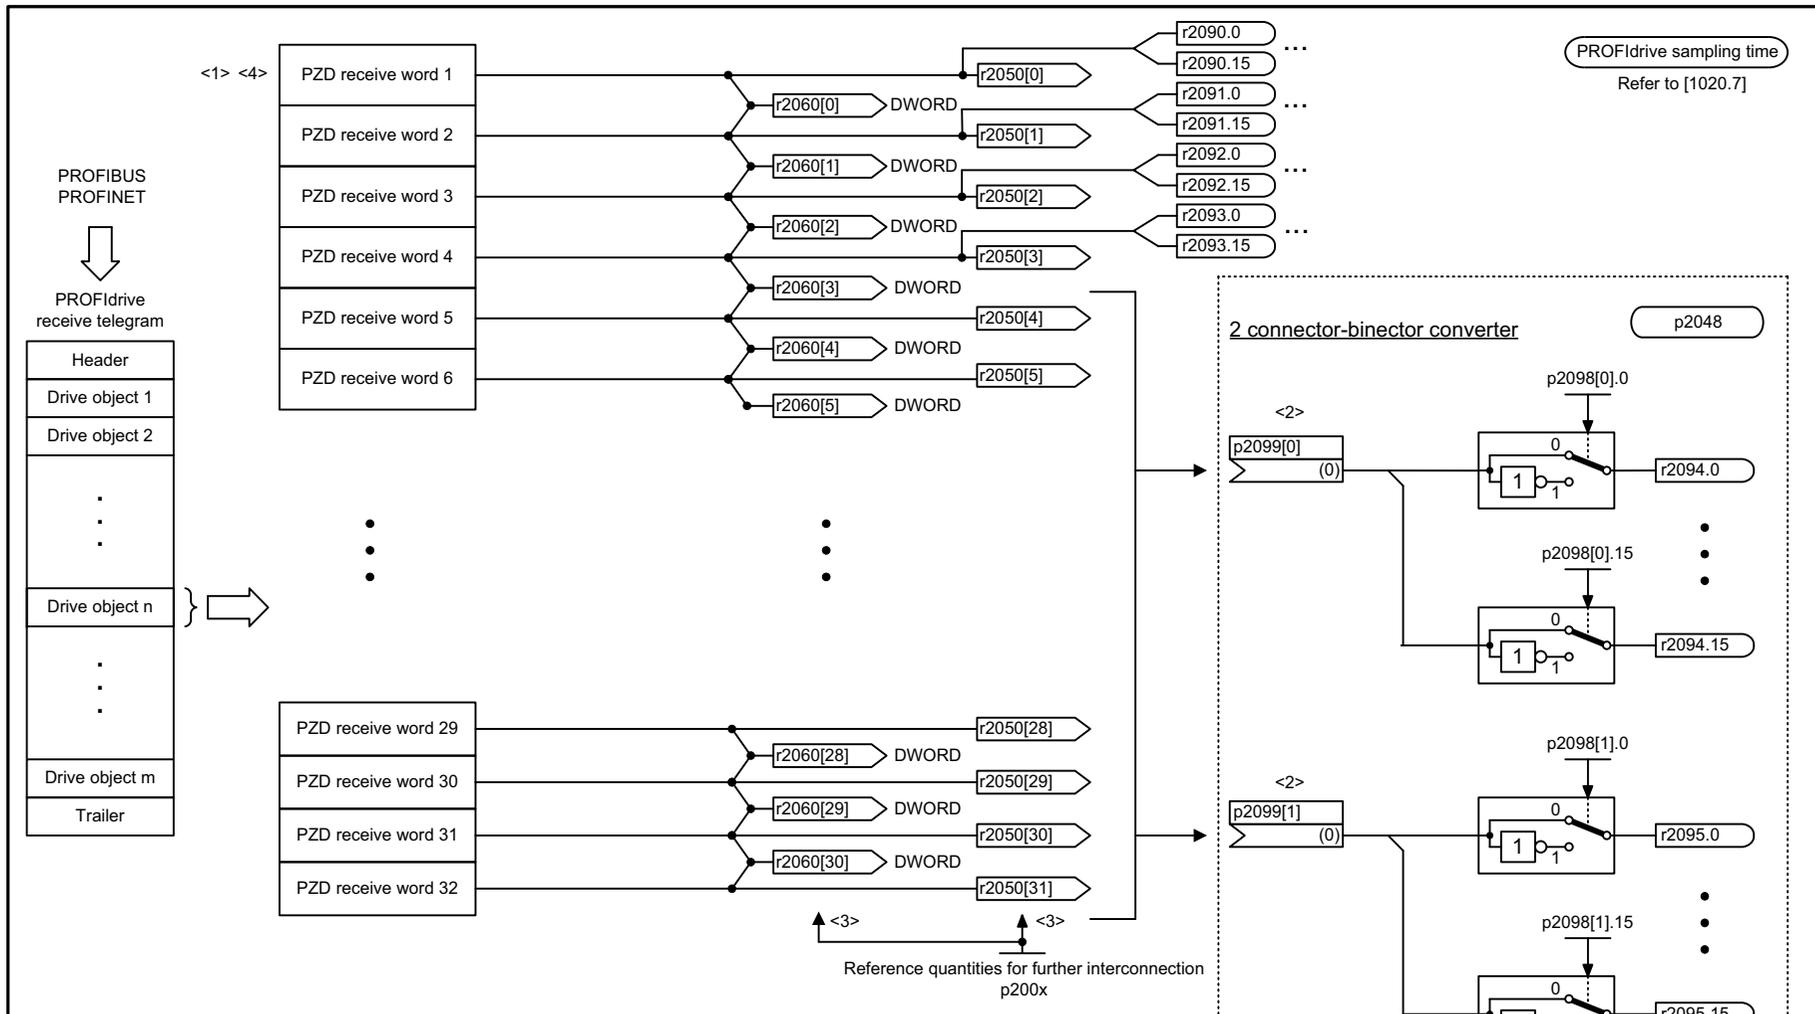 <1> <4>
PROFIBUS
PROFINET
PROFIdrive
receive telegram
Header
Drive object 1
Drive object 2
Drive object n
Drive object m
Trailer
PZD receive word 1
PZD receive word 2
PZD receive word 3
PZD receive word 4
PZD receive word 5
PZD receive word 6
PZD receive word 29
PZD receive word 30
PZD receive word 31
PZD receive word 32
r2060[0] DWORD
r2060[1] DWORD
r2060[2] DWORD
r2060[3] DWORD
r2060[4] DWORD
r2060[5] DWORD
r2060[28] DWORD
r2060[29] DWORD
r2060[30] DWORD
r2050[0]
r2050[1]
r2050[2]
r2050[3]
r2050[4]
r2050[5]
r2050[28]
r2050[29]
r2050[30]
r2050[31]
<3>
<3>
Reference quantities for further interconnection
p200x
r2090.0
...
r2090.15
r2091.0
...
r2091.15
r2092.0
...
r2092.15
r2093.0
...
r2093.15
PROFIdrive sampling time
Refer to [1020.7]
2 connector-binector converter
p2048
<2>
p2099[0]
(0)
p2098[0].0
0
1
1
r2094.0
p2098[0].15
0
1
1
r2094.15
<2>
p2099[1]
(0)
p2098[1].0
0
1
1
r2095.0
p2098[1].15
0
r2095.15